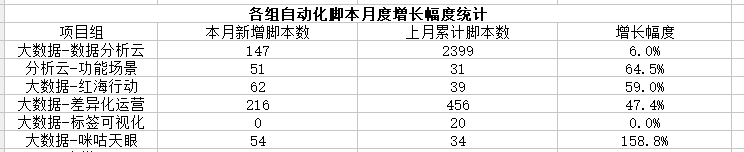 各组自动化脚本月度增长幅度统计
项目组 本月新增脚本数 上月累计脚本数 增长幅度
大数据-数据分析云 147 2399 6.0%
分析云-功能场景 51 31 64.5%
大数据-红海行动 62 39 59.0%
大数据-差异化运营 216 456 47.4%
大数据-标签可视化 0 20 0.0%
大数据-咪咕天眼 54 34 158.8%